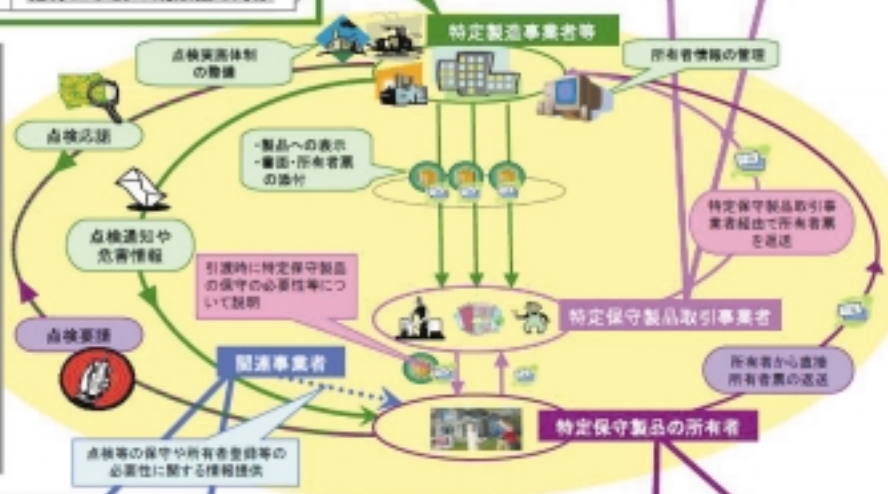 特定製造事業者等
点検実施体制
の整備
所有者情報の管理
点検応諾
・製品への表示
・書面・所有者票
の添付
特定保守製品取引事
業者経由で所有者票
を返送
点検通知や
危害情報
引渡時に特定保守製品
の保守の必要性等につ
いて説明
特定保守製品取引事業者
点検要請
関連事業者
所有者から直接
所有者票の返送
特定保守製品の所有者
点検等の保守や所有者登録等の
必要性に関する情報提供